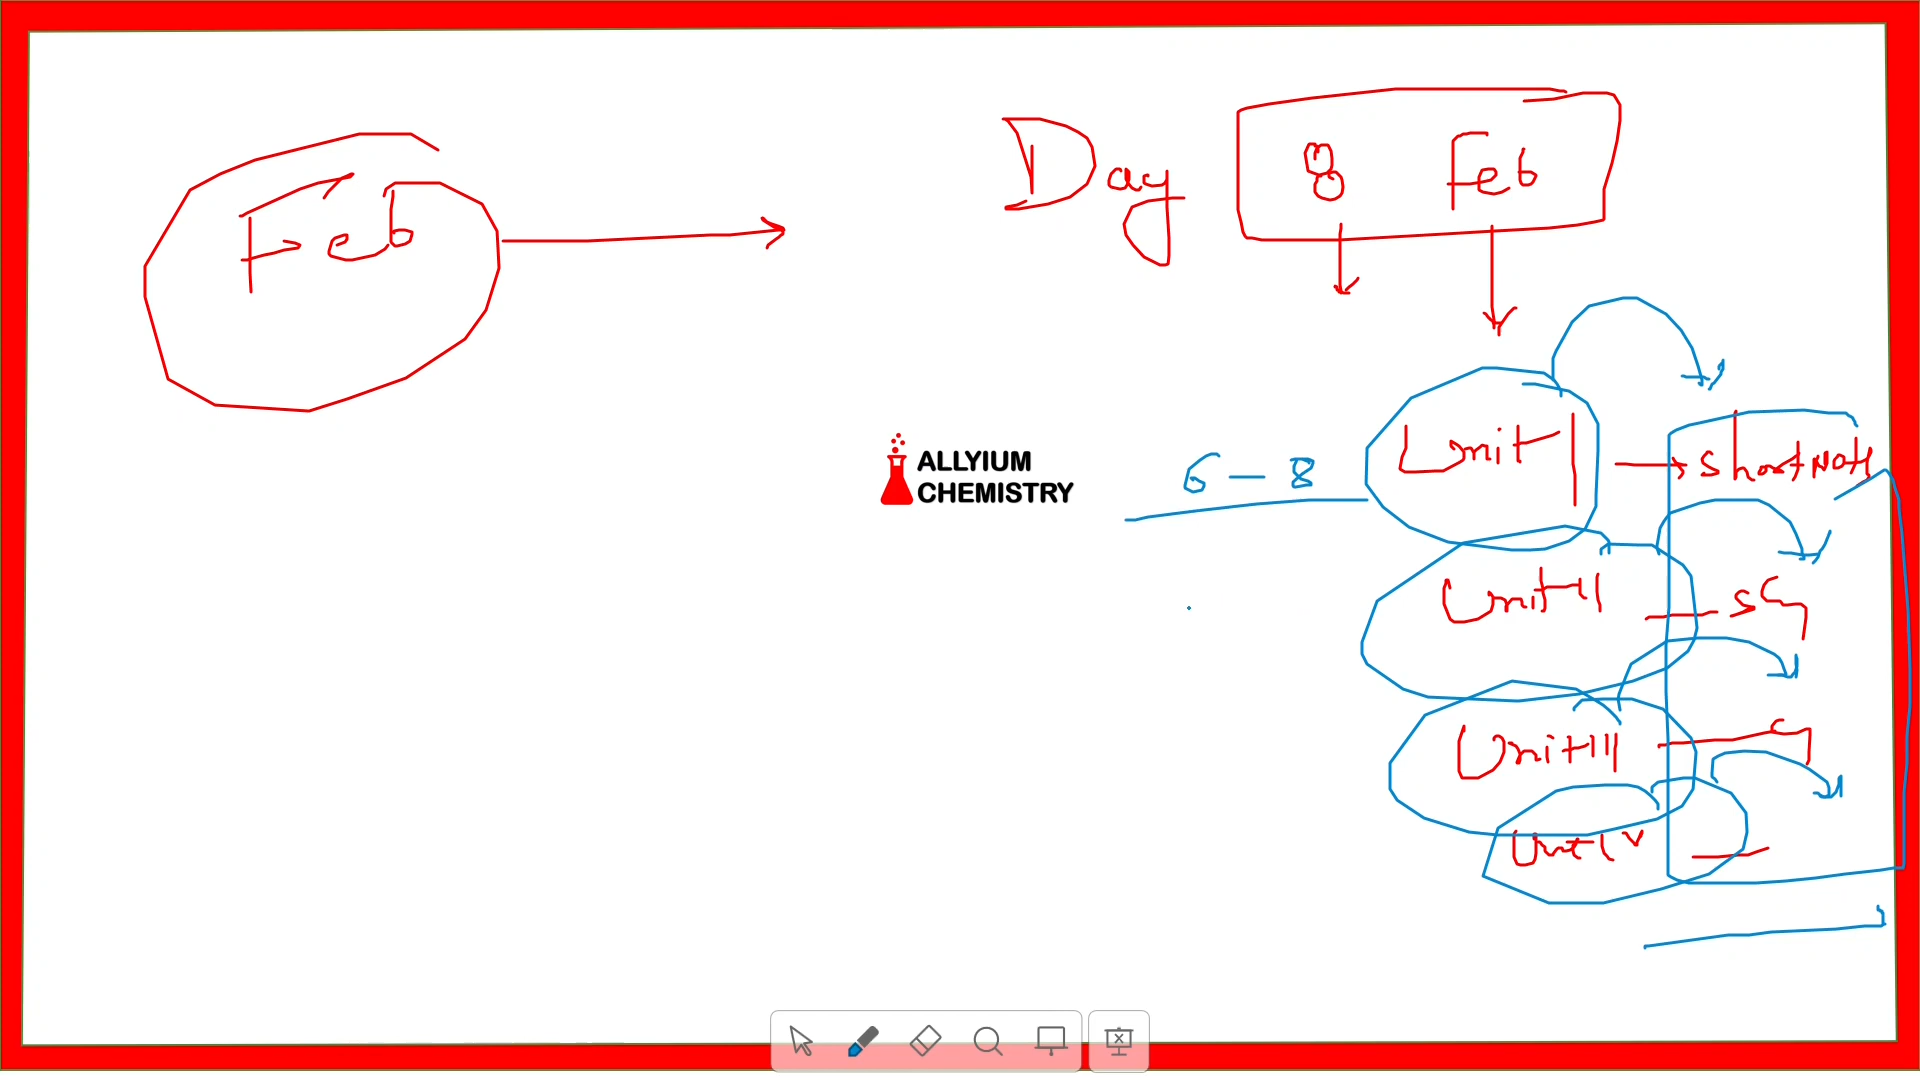 Feb
Day 8 Feb
ALLYIUM
CHEMISTRY
6 - 8
Unit I → short Note
Unit II
Unit III
Unit IV